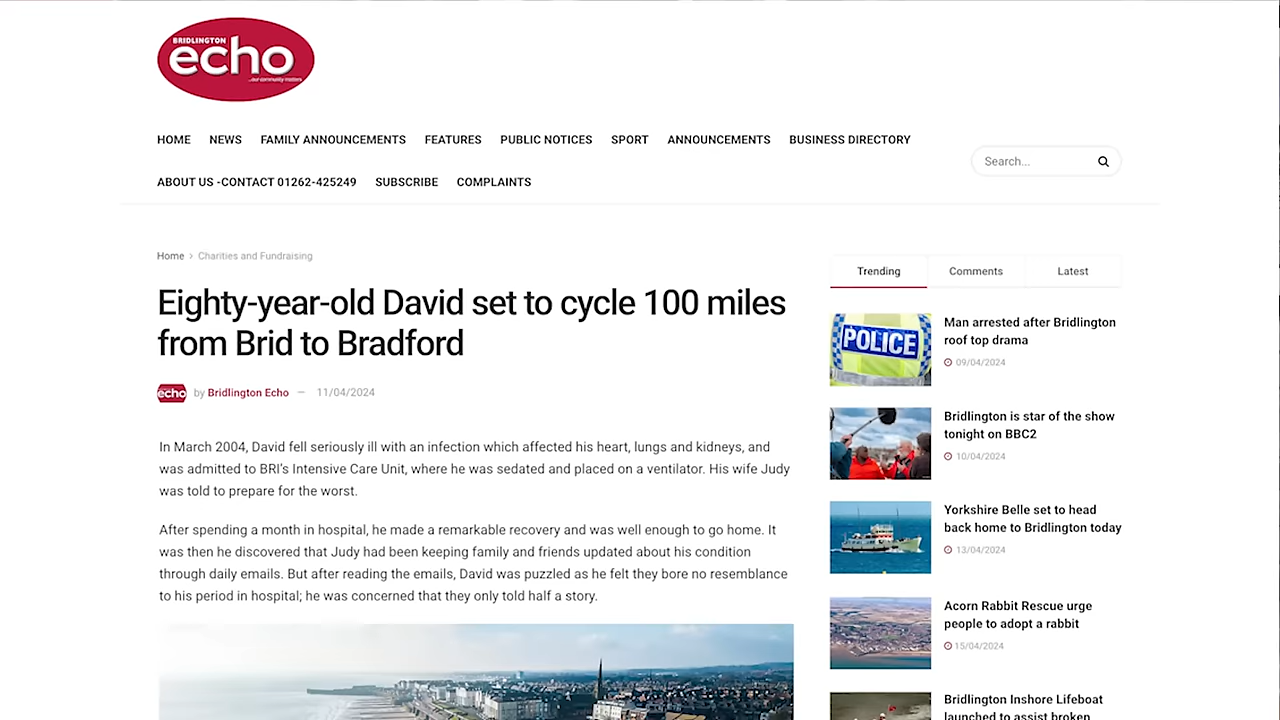 BRIDLINGTON
echo
...our community matters
HOME NEWS FAMILY ANNOUNCEMENTS FEATURES PUBLIC NOTICES SPORT ANNOUNCEMENTS BUSINESS DIRECTORY
Search...
ABOUT US -CONTACT 01262-425249 SUBSCRIBE COMPLAINTS
Home > Charities and Fundraising
Eighty-year-old David set to cycle 100 miles
from Brid to Bradford
echo by Bridlington Echo — 11/04/2024
In March 2004, David fell seriously ill with an infection which affected his heart, lungs and kidneys, and
was admitted to BRI's Intensive Care Unit, where he was sedated and placed on a ventilator. His wife Judy
was told to prepare for the worst.
After spending a month in hospital, he made a remarkable recovery and was well enough to go home. It
was then he discovered that Judy had been keeping family and friends updated about his condition
through daily emails. But after reading the emails, David was puzzled as he felt they bore no resemblance
to his period in hospital; he was concerned that they only told half a story.
Trending Comments Latest
POLICE
Man arrested after Bridlington
roof top drama
09/04/2024
Bridlington is star of the show
tonight on BBC2
10/04/2024
Yorkshire Belle set to head
back home to Bridlington today
13/04/2024
Acorn Rabbit Rescue urge
people to adopt a rabbit
15/04/2024
Bridlington Inshore Lifeboat
launched to assist broken